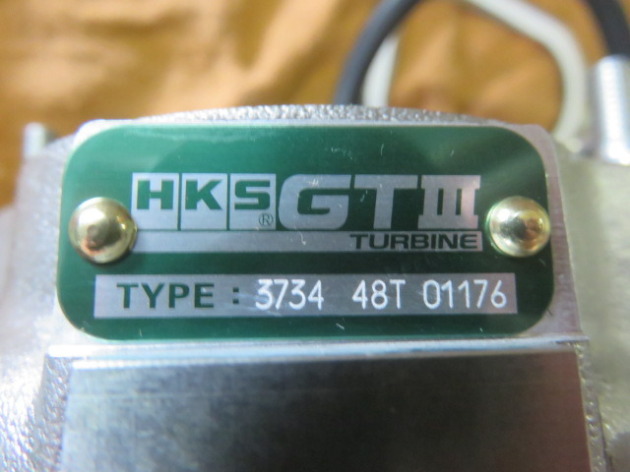 HKS® GTIII
TURBINE
TYPE : 3734 48T 01176